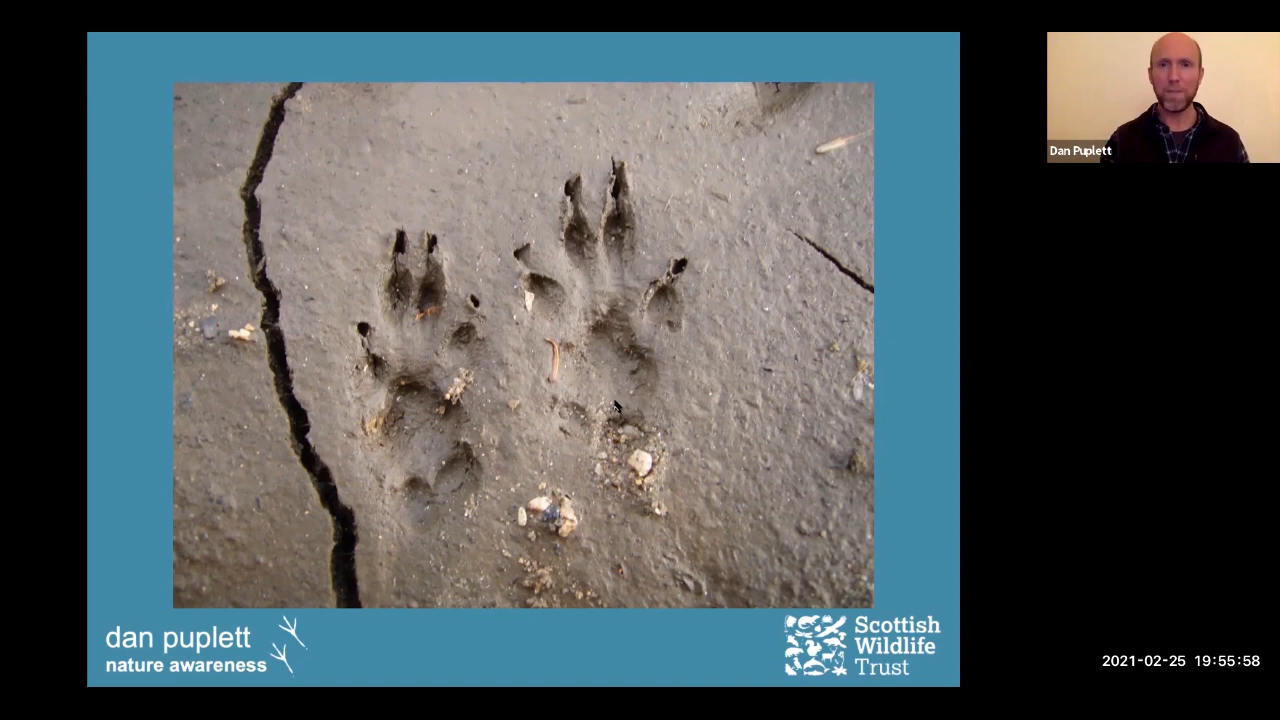 Dan Puplett
dan puplett
nature awareness
Scottish
Wildlife
Trust
2021-02-25 19:55:58